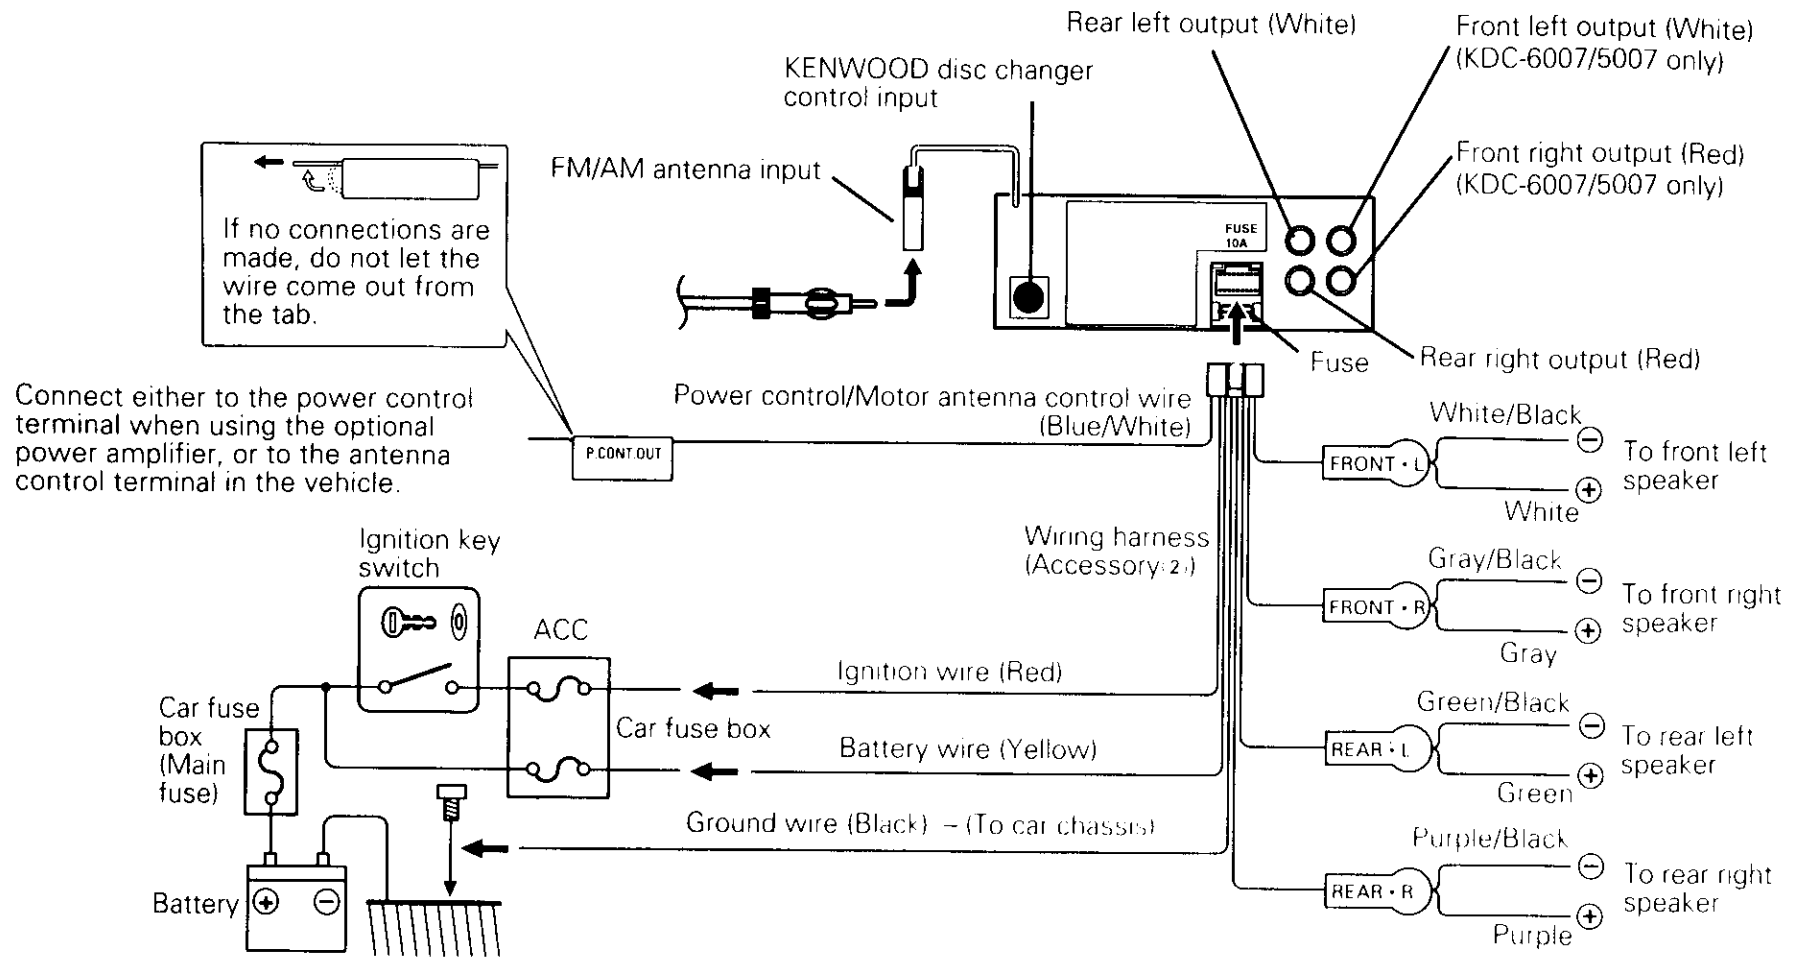 Rear left output (White)
Front left output (White)
(KDC-6007/5007 only)
KENWOOD disc changer
control input
FM/AM antenna input
Front right output (Red)
(KDC-6007/5007 only)
If no connections are
made, do not let the
wire come out from
the tab.
FUSE
10A
Fuse
Rear right output (Red)
Connect either to the power control
terminal when using the optional
power amplifier, or to the antenna
control terminal in the vehicle.
Power control/Motor antenna control wire
(Blue/White)
P.CONT.OUT
White/Black
FRONT・L
White
To front left
speaker
Wiring harness
(Accessory②)
Gray/Black
FRONT・R
Gray
To front right
speaker
Ignition key
switch
ACC
Ignition wire (Red)
Car fuse
box
(Main
fuse)
Car fuse box
Battery wire (Yellow)
Green/Black
REAR・L
Green
To rear left
speaker
Ground wire (Black) – (To car chassis)
Purple/Black
REAR・R
Purple
To rear right
speaker
Battery